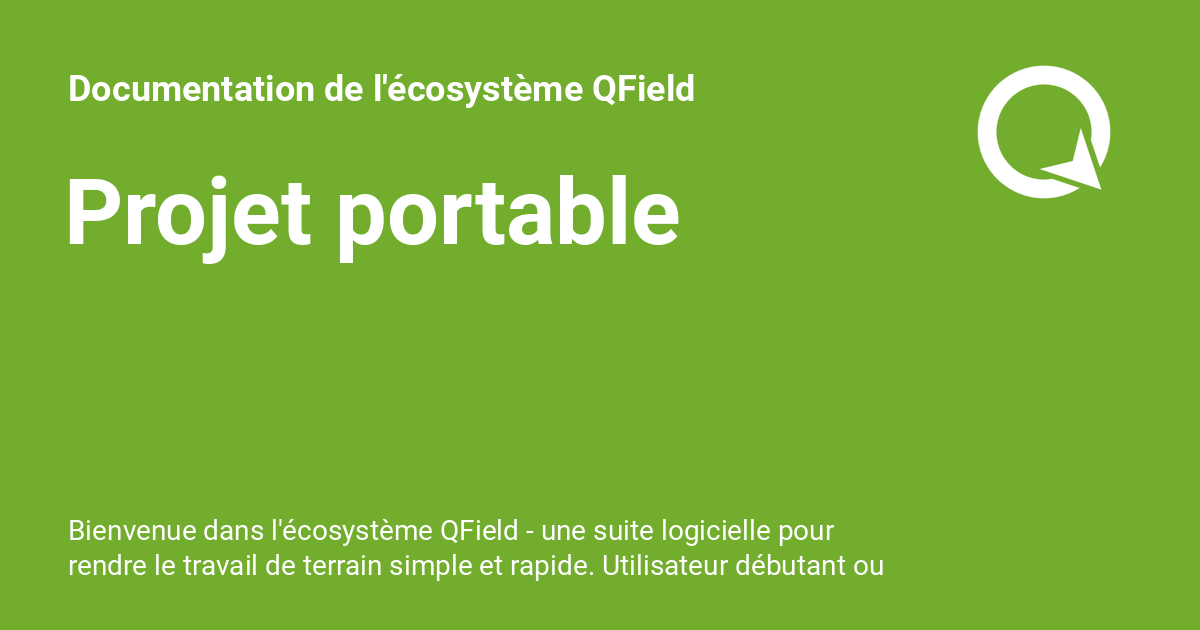 Documentation de l'écosystème QField
Projet portable
Bienvenue dans l'écosystème QField - une suite logicielle pour
rendre le travail de terrain simple et rapide. Utilisateur débutant ou